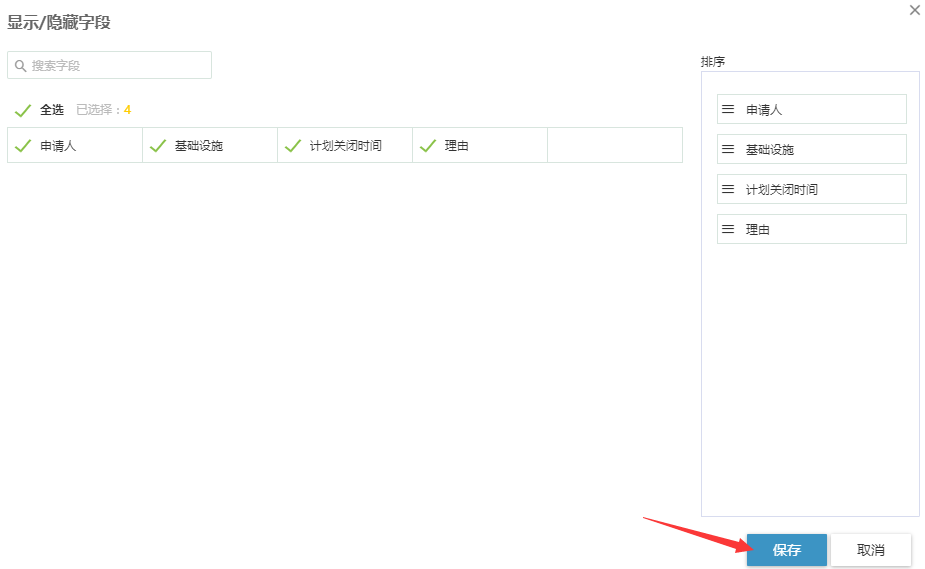 显示/隐藏字段
搜索字段
全选 已选择：4
申请人 基础设施 计划关闭时间 理由
排序
申请人
基础设施
计划关闭时间
理由
保存 取消